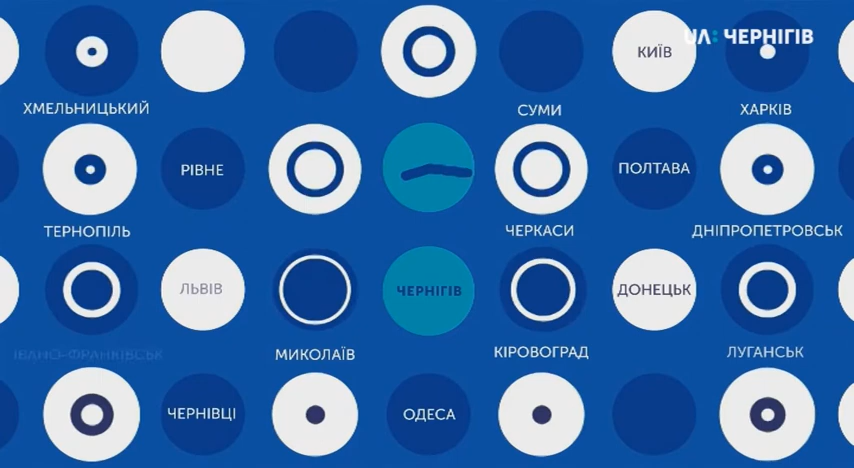 UA: ЧЕРНІГІВ
КИЇВ
ХМЕЛЬНИЦЬКИЙ
СУМИ
ХАРКІВ
РІВНЕ
ПОЛТАВА
ТЕРНОПІЛЬ
ЧЕРКАСИ
ДНІПРОПЕТРОВСЬК
ЛЬВІВ
ЧЕРНІГІВ
ДОНЕЦЬК
ІВАНО-ФРАНКІВСЬК
МИКОЛАЇВ
КІРОВОГРАД
ЛУГАНСЬК
ЧЕРНІВЦІ
ОДЕСА